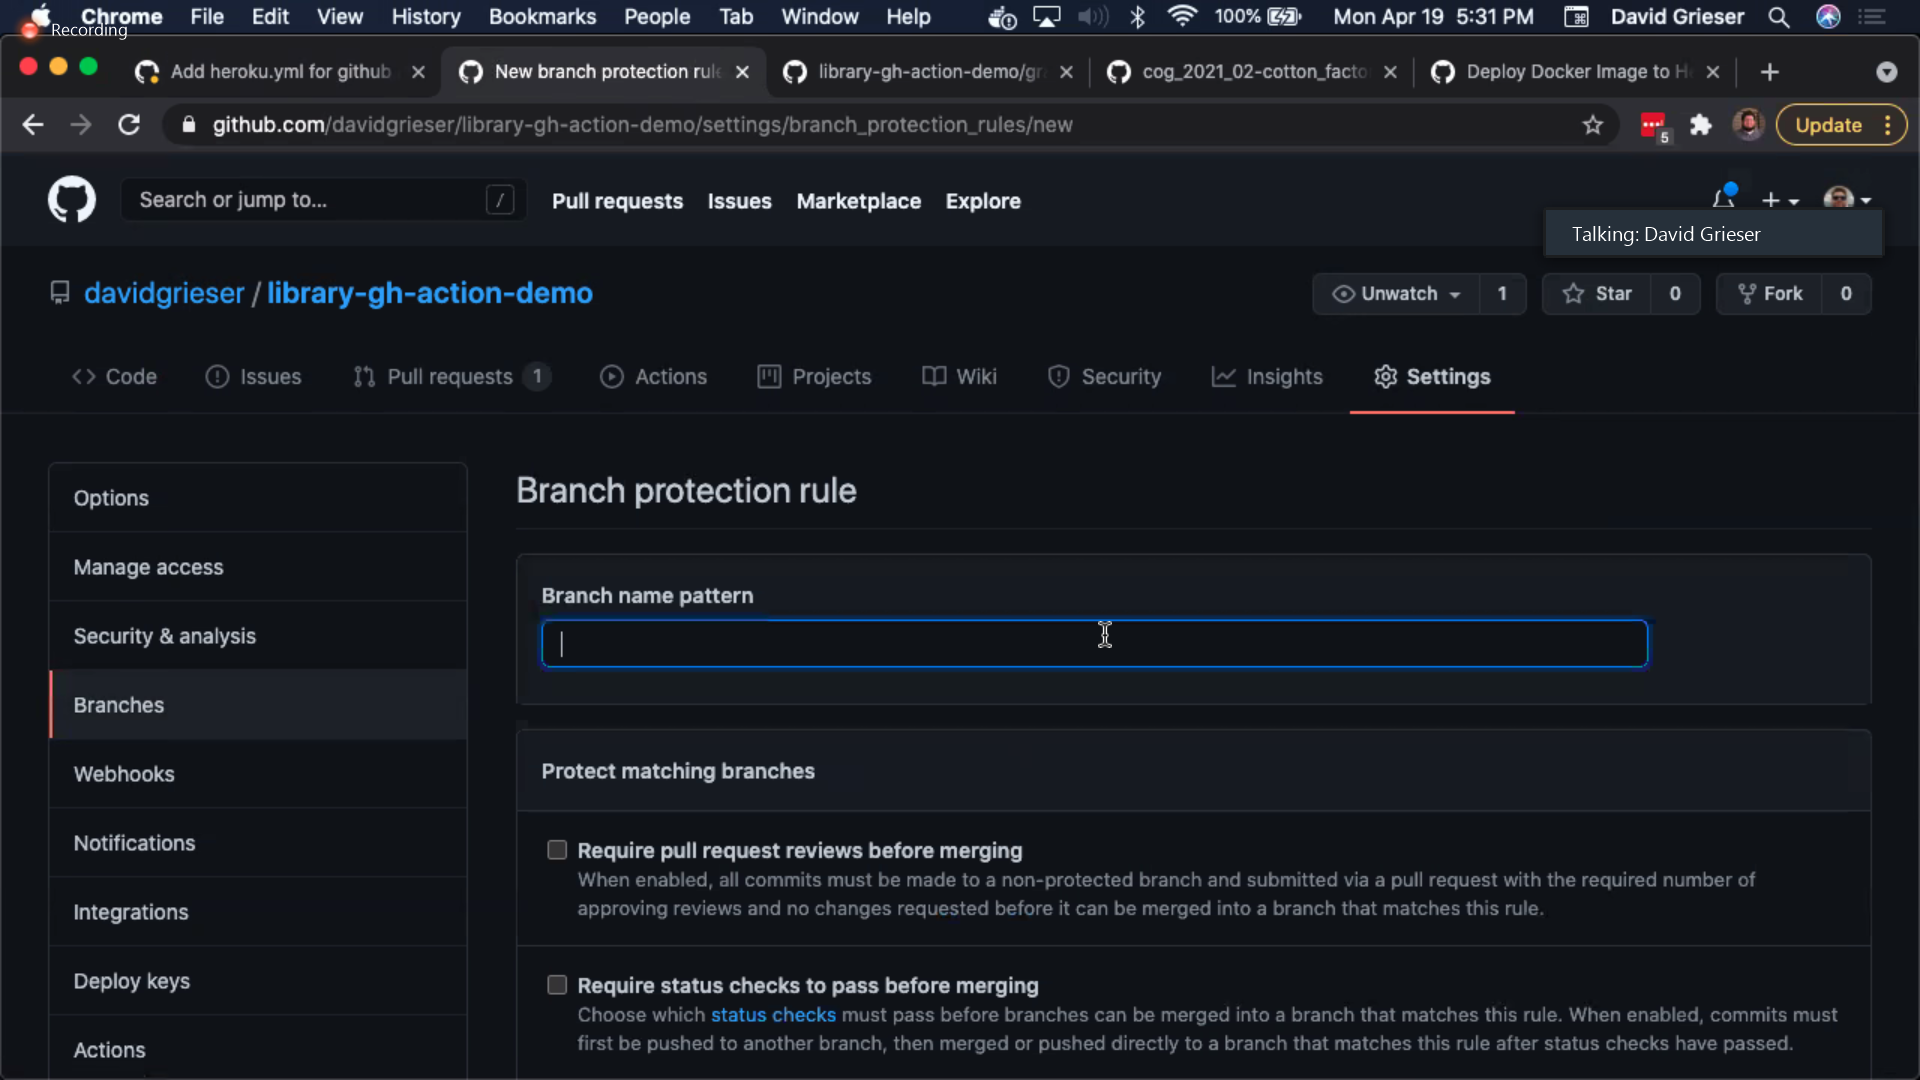 Chrome File Edit View History Bookmarks People Tab Window Help 100% Mon Apr 19 5:31 PM David Grieser
Recording
Add heroku.yml for github
New branch protection rule
library-gh-action-demo/gr
cog_2021_02-cotton_facto
Deploy Docker Image to H
github.com/davidgrieser/library-gh-action-demo/settings/branch_protection_rules/new
5
Update
Search or jump to... /
Pull requests Issues Marketplace Explore
Talking: David Grieser
davidgrieser / library-gh-action-demo
Unwatch 1 Star 0 Fork 0
Code Issues Pull requests 1 Actions Projects Wiki Security Insights Settings
Options
Manage access
Security & analysis
Branches
Webhooks
Notifications
Integrations
Deploy keys
Actions
Branch protection rule
Branch name pattern
Protect matching branches
Require pull request reviews before merging
When enabled, all commits must be made to a non-protected branch and submitted via a pull request with the required number of
approving reviews and no changes requested before it can be merged into a branch that matches this rule.
Require status checks to pass before merging
Choose which status checks must pass before branches can be merged into a branch that matches this rule. When enabled, commits must
first be pushed to another branch, then merged or pushed directly to a branch that matches this rule after status checks have passed.